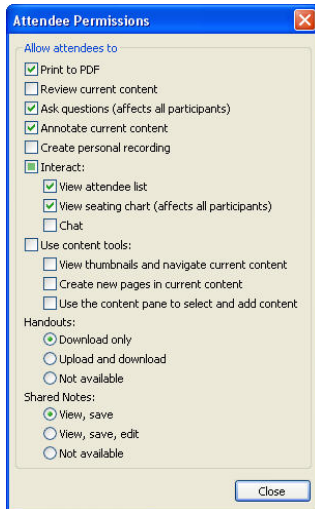 Attendee Permissions
Allow attendees to
Print to PDF
Review current content
Ask questions (affects all participants)
Annotate current content
Create personal recording
Interact:
View attendee list
View seating chart (affects all participants)
Chat
Use content tools:
View thumbnails and navigate current content
Create new pages in current content
Use the content pane to select and add content
Handouts:
Download only
Upload and download
Not available
Shared Notes:
View, save
View, save, edit
Not available
Close